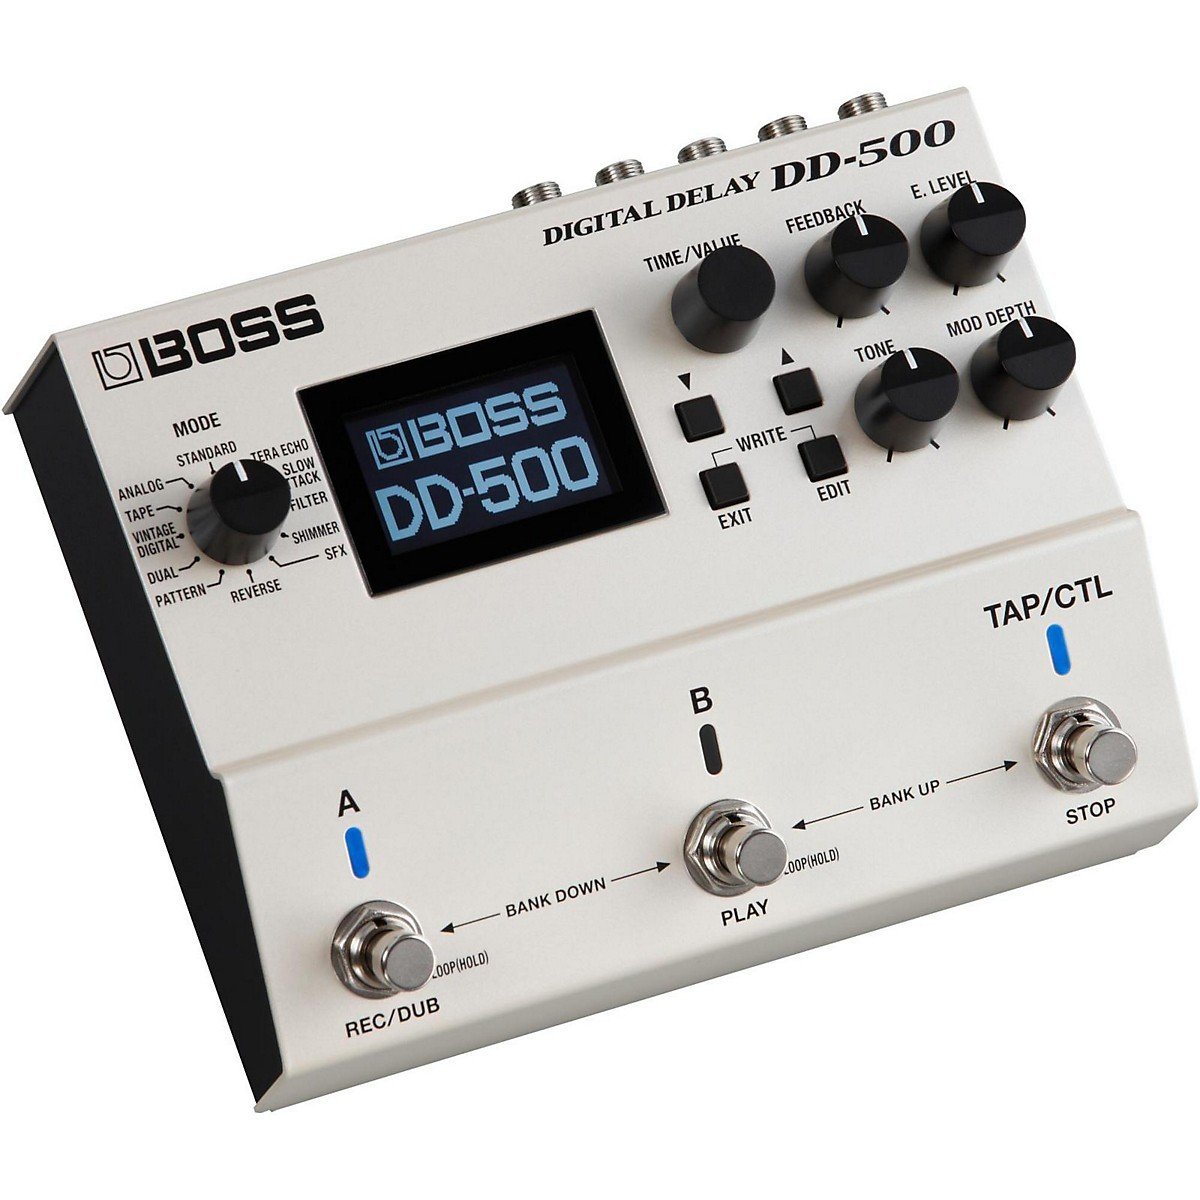 DIGITAL DELAY DD-500
BOSS
TIME/VALUE
FEEDBACK
E. LEVEL
TONE
MOD DEPTH
MODE
STANDARD
ANALOG
TAPE
VINTAGE
DIGITAL
DUAL
PATTERN
REVERSE
SFX
SHIMMER
FILTER
SLOW
TERA ECHO
BOSS
DD-500
▼
▲
WRITE
EXIT
EDIT
A
B
TAP/CTL
BANK DOWN
BANK UP
LOOP(HOLD)
LOOP(HOLD)
REC/DUB
PLAY
STOP